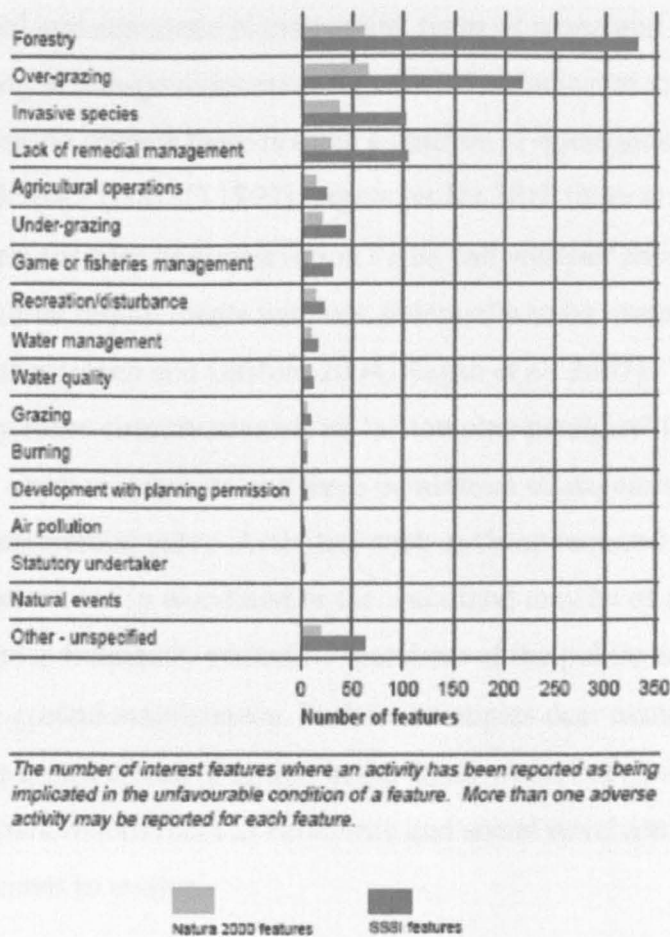 Forestry
Over-grazing
Invasive species
Lack of remedial management
Agricultural operations
Under-grazing
Game or fisheries management
Recreation/disturbance
Water management
Water quality
Grazing
Burning
Development with planning permission
Air pollution
Statutory undertaker
Natural events
Other - unspecified
0 50 100 150 200 250 300 350
Number of features
The number of interest features where an activity has been reported as being
implicated in the unfavourable condition of a feature. More than one adverse
activity may be reported for each feature.
Natura 2000 features SSSI features